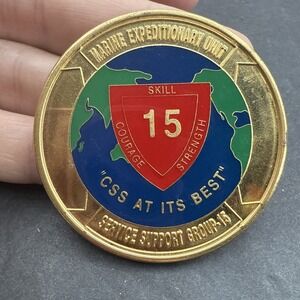 MARINE EXPEDITIONARY UNIT
SKILL
15
COURAGE
STRENGTH
"CSS AT ITS BEST"
SERVICE SUPPORT GROUP-15